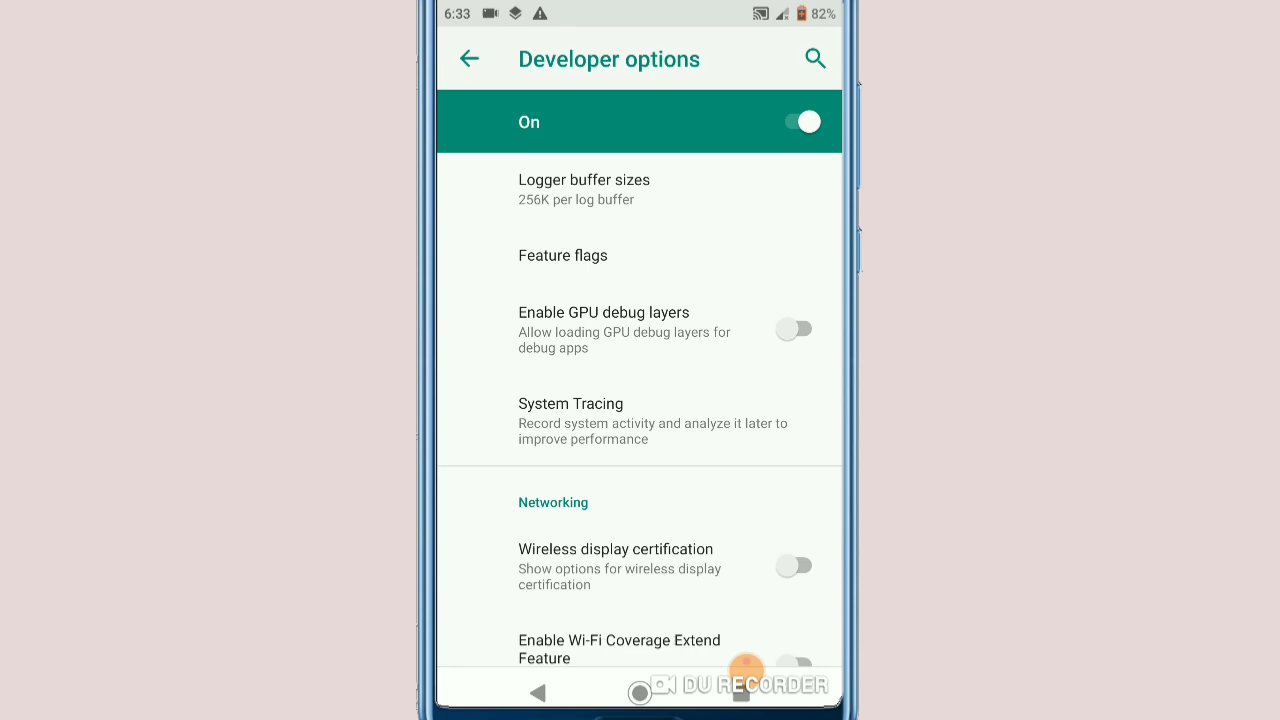 6:33
82%
Developer options
On
Logger buffer sizes
256K per log buffer
Feature flags
Enable GPU debug layers
Allow loading GPU debug layers for
debug apps
System Tracing
Record system activity and analyze it later to
improve performance
Networking
Wireless display certification
Show options for wireless display
certification
Enable Wi-Fi Coverage Extend
Feature
DU RECORDER